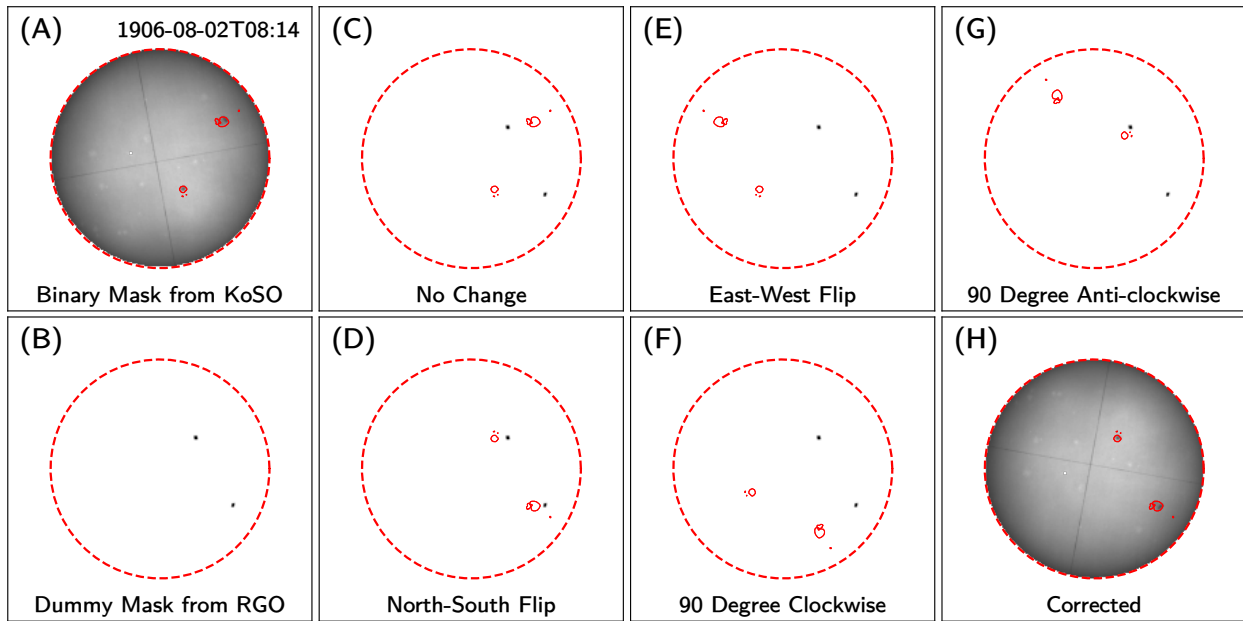 (A) 1906-08-02T08:14
Binary Mask from KoSO
(C)
No Change
(E)
East-West Flip
(G)
90 Degree Anti-clockwise
(B)
Dummy Mask from RGO
(D)
North-South Flip
(F)
90 Degree Clockwise
(H)
Corrected